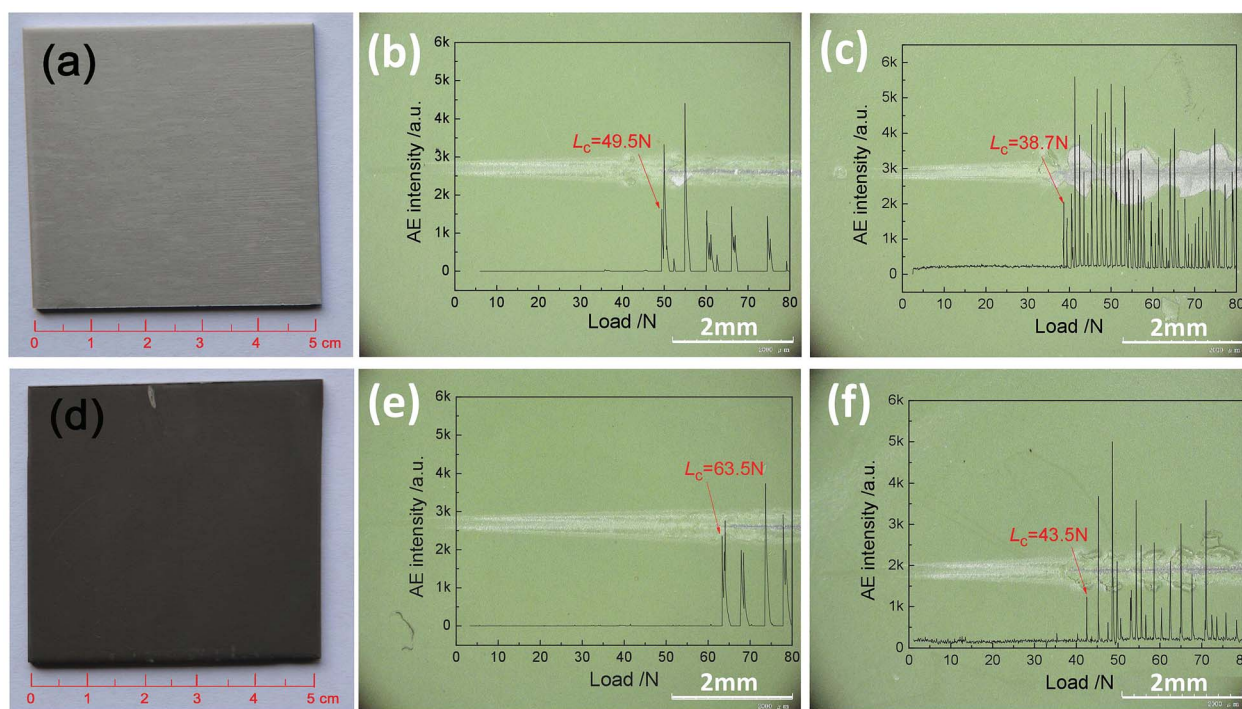 (a)
0 1 2 3 4 5 cm
(b)
6k
5k
4k
3k
2k
1k
0
AE intensity /a.u.
Lc=49.5N
0 10 20 30 40 50 60 70 80
Load /N
2mm
(c)
6k
5k
4k
3k
2k
1k
0
AE intensity /a.u.
Lc=38.7N
0 10 20 30 40 50 60 70 80
Load /N
2mm
(d)
0 1 2 3 4 5 cm
(e)
6k
5k
4k
3k
2k
1k
0
AE intensity /a.u.
Lc=63.5N
0 10 20 30 40 50 60 70 80
Load /N
2mm
(f)
6k
5k
4k
3k
2k
1k
0
AE intensity /a.u.
Lc=43.5N
0 10 20 30 40 50 60 70 80
Load /N
2mm